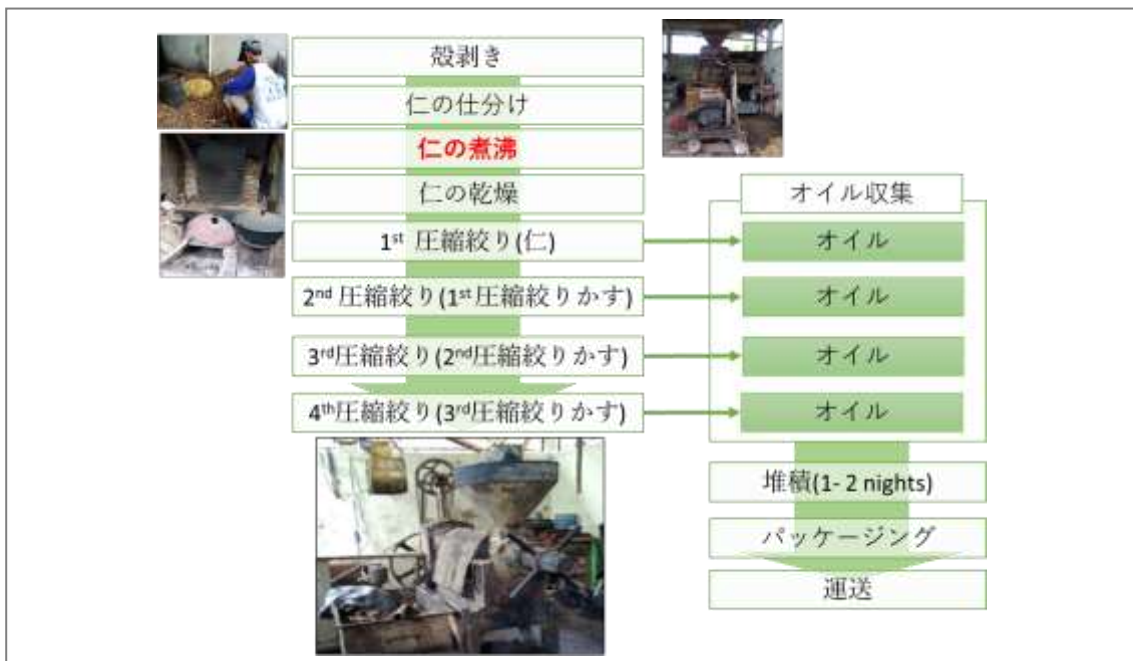 殻剥き
仁の仕分け
仁の煮沸
仁の乾燥
1st 圧縮絞り(仁)
2nd 圧縮絞り(1st圧縮絞りかす)
3rd圧縮絞り(2nd圧縮絞りかす)
4th圧縮絞り(3rd圧縮絞りかす)
オイル収集
オイル
オイル
オイル
オイル
堆積(1- 2 nights)
パッケージング
運送